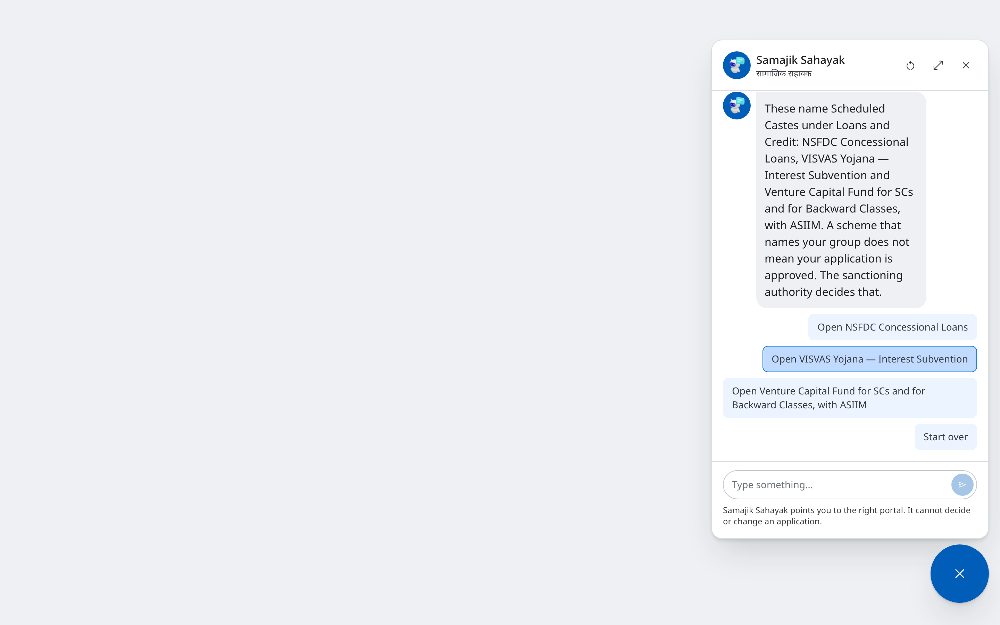 Samajik Sahayak
सामाजिक सहायक
These name Scheduled
Castes under Loans and
Credit: NSFDC Concessional
Loans, VISVAS Yojana —
Interest Subvention and
Venture Capital Fund for SCs
and for Backward Classes,
with ASIIM. A scheme that
names your group does not
mean your application is
approved. The sanctioning
authority decides that.
Open NSFDC Concessional Loans
Open VISVAS Yojana — Interest Subvention
Open Venture Capital Fund for SCs and for
Backward Classes, with ASIIM
Start over
Type something...
Samajik Sahayak points you to the right portal. It cannot decide
or change an application.